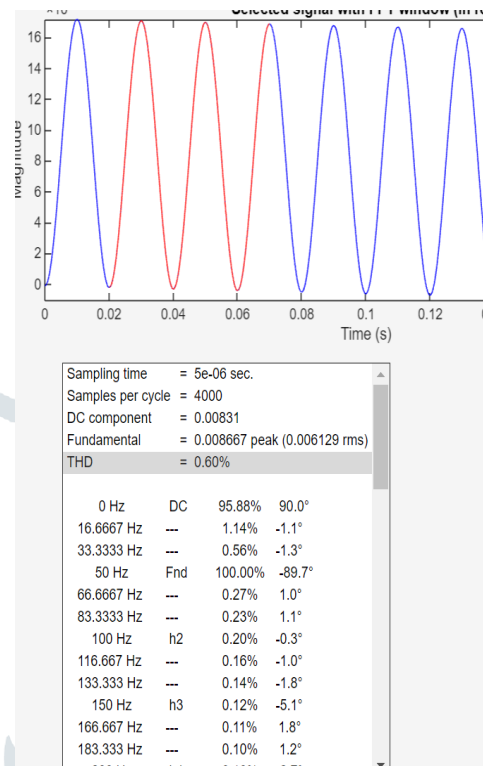 16
14
12
10
8
6
4
2
0
Magnitude
0 0.02 0.04 0.06 0.08 0.1 0.12
Time (s)
Sampling time = 5e-06 sec.
Samples per cycle = 4000
DC component = 0.00831
Fundamental = 0.008667 peak (0.006129 rms)
THD = 0.60%
0 Hz DC 95.88% 90.0°
16.6667 Hz --- 1.14% -1.1°
33.3333 Hz --- 0.56% -1.3°
50 Hz Fnd 100.00% -89.7°
66.6667 Hz --- 0.27% 1.0°
83.3333 Hz --- 0.23% 1.1°
100 Hz h2 0.20% -0.3°
116.667 Hz --- 0.16% -1.0°
133.333 Hz --- 0.14% -1.8°
150 Hz h3 0.12% -5.1°
166.667 Hz --- 0.11% 1.8°
183.333 Hz --- 0.10% 1.2°